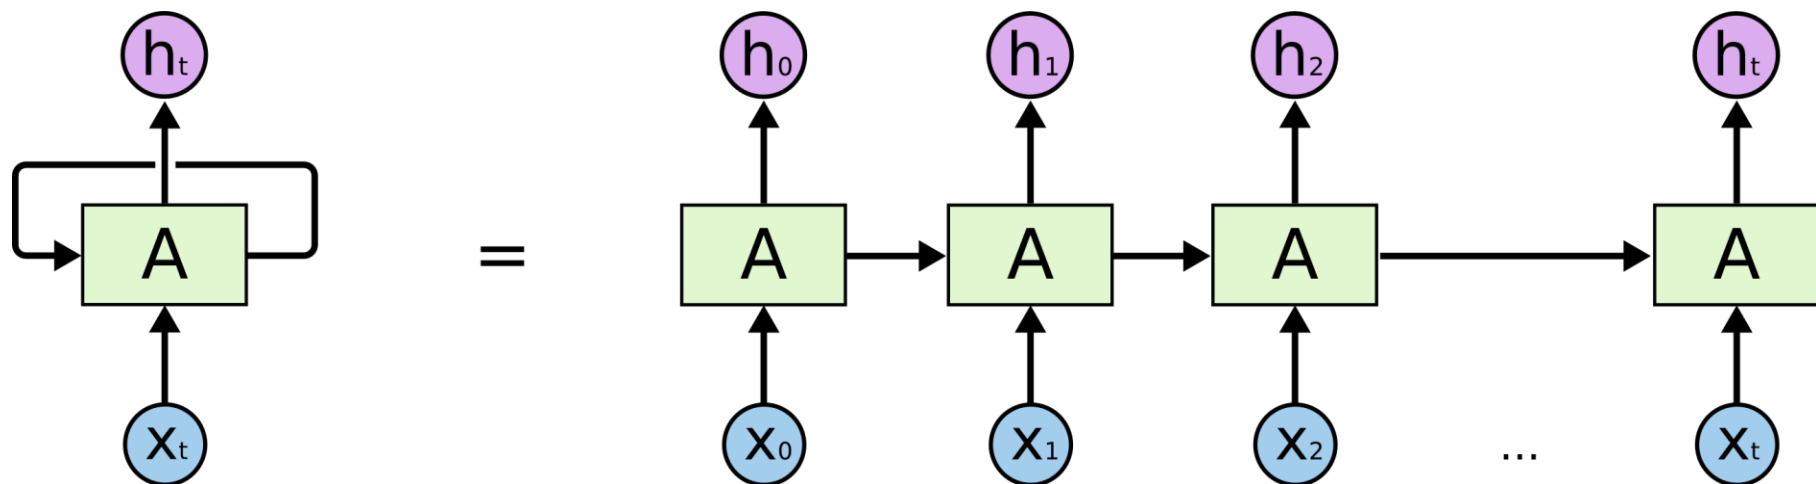 hₜ h₀ h₁ h₂ hₜ
A = A A A A
xₜ x₀ x₁ x₂ ... xₜ